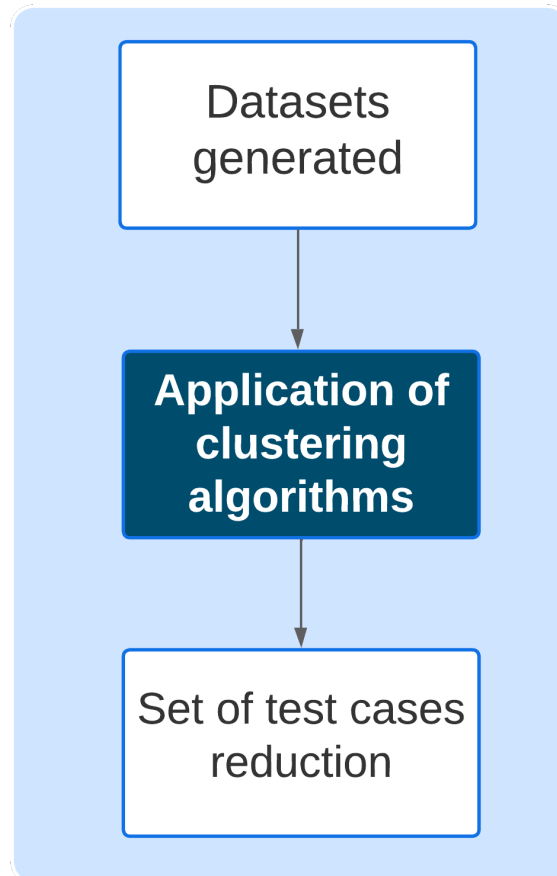 Datasets
generated
Application of
clustering
algorithms
Set of test cases
reduction